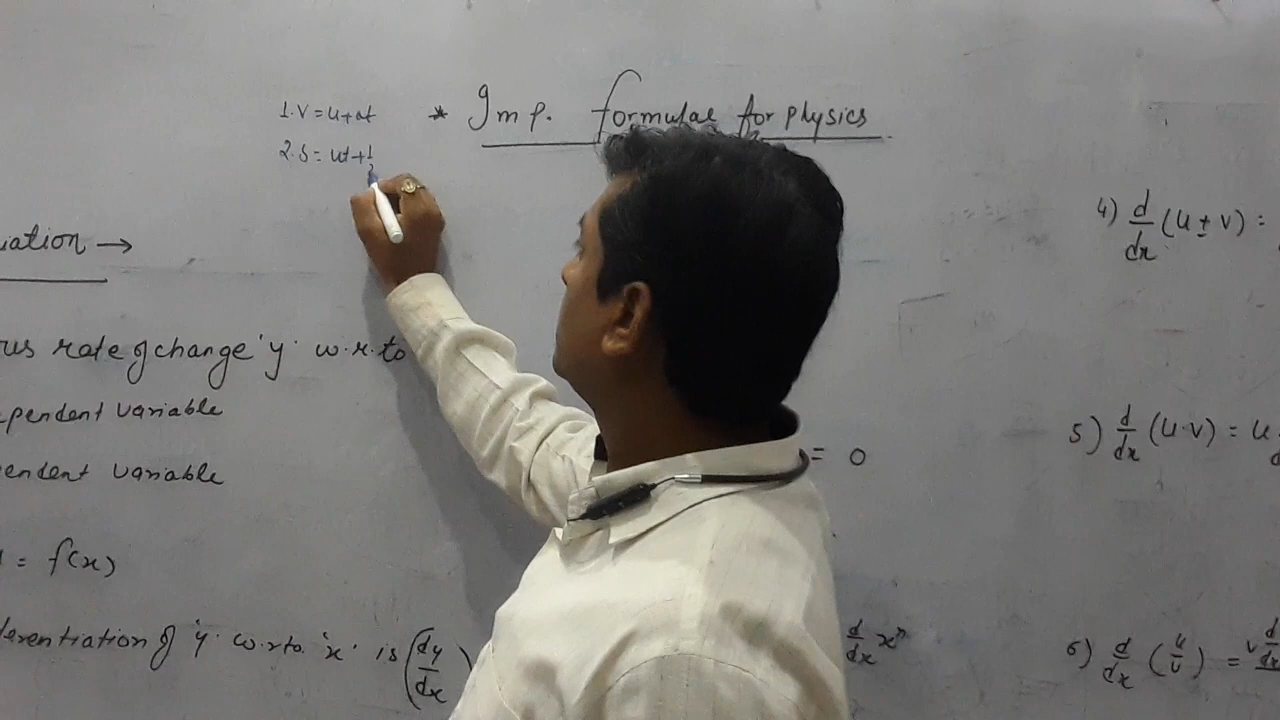 1. V = u+at
* Imp. formulae for physics
2. S = ut+1/2
4) d/dx (u ± v) =
iation →
rate of change 'y' w.r.to
5) d/dx (u.v) = u.
pendent variable
= 0
endent variable
= f(x)
ferentiation of 'y' w.r.to 'x' is (dy/dx)
d/dx xⁿ
6) d/dx (u/v) = v d/dx